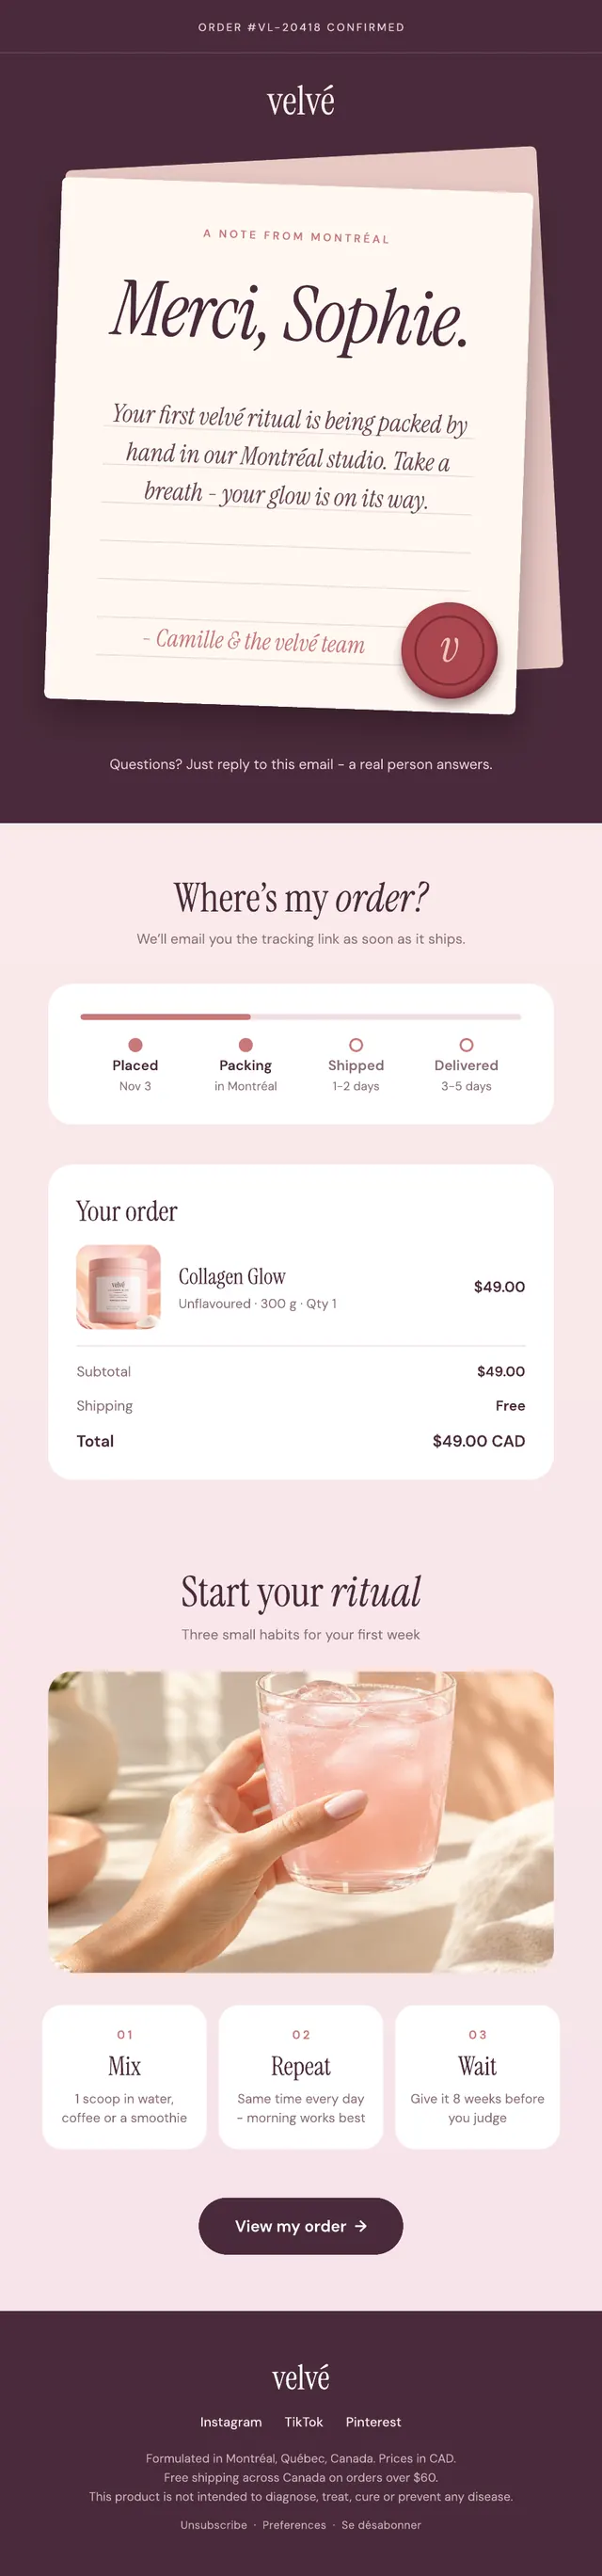 ORDER #VL-20418 CONFIRMED
velvé
A NOTE FROM MONTRÉAL
Merci, Sophie.
Your first velvé ritual is being packed by
hand in our Montréal studio. Take a
breath - your glow is on its way.
- Camille & the velvé team
v
Questions? Just reply to this email - a real person answers.
Where's my order?
We'll email you the tracking link as soon as it ships.
Placed
Nov 3
Packing
in Montréal
Shipped
1-2 days
Delivered
3-5 days
Your order
velvé
Collagen Glow
Unflavoured · 300 g · Qty 1
$49.00
Subtotal $49.00
Shipping Free
Total $49.00 CAD
Start your ritual
Three small habits for your first week
01
Mix
1 scoop in water,
coffee or a smoothie
02
Repeat
Same time every day
- morning works best
03
Wait
Give it 8 weeks before
you judge
View my order →
velvé
Instagram TikTok Pinterest
Formulated in Montréal, Québec, Canada. Prices in CAD.
Free shipping across Canada on orders over $60.
This product is not intended to diagnose, treat, cure or prevent any disease.
Unsubscribe · Preferences · Se désabonner